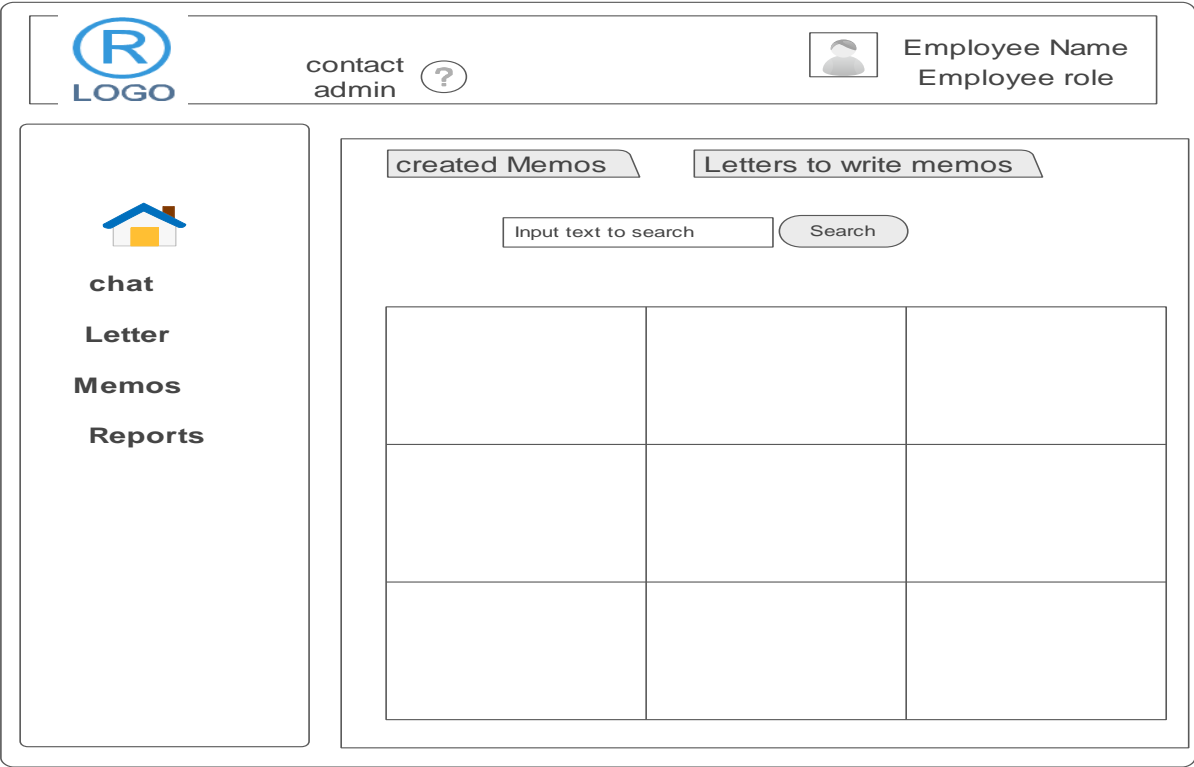 R
LOGO
contact
admin
?
Employee Name
Employee role
created Memos
Letters to write memos
Input text to search
Search
chat
Letter
Memos
Reports